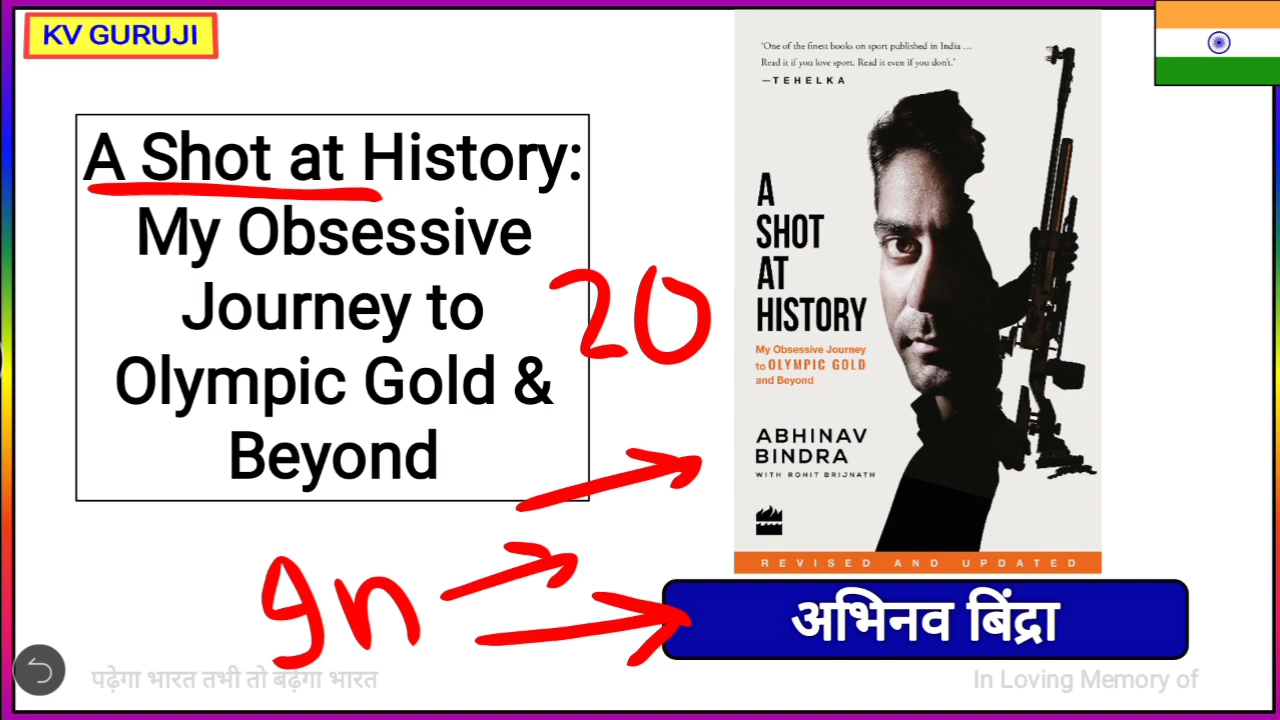 KV GURUJI
A Shot at History:
My Obsessive
Journey to
Olympic Gold &
Beyond
20
gn
'One of the finest books on sport published in India ...
Read it if you love sport. Read it even if you don't.'
—TEHELKA
A
SHOT
AT
HISTORY
My Obsessive Journey
to OLYMPIC GOLD
and Beyond
ABHINAV
BINDRA
WITH ROHIT BRIJNATH
REVISED AND UPDATED
अभिनव बिंद्रा
पढ़ेगा भारत तभी तो बढ़ेगा भारत
In Loving Memory of